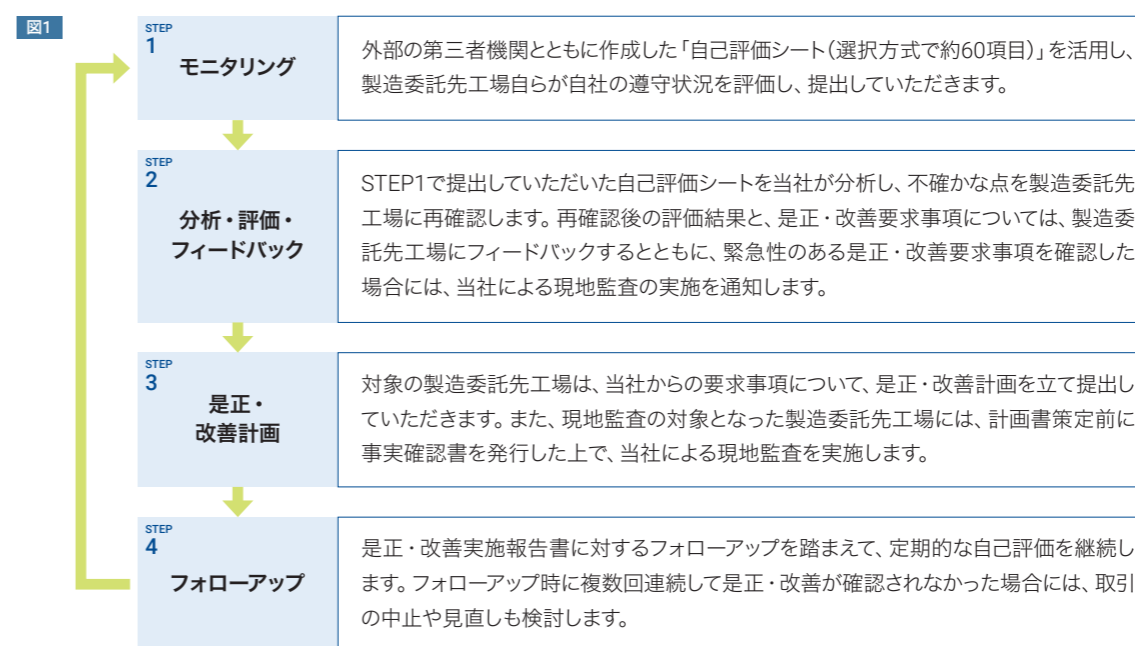 図1
STEP
1
モニタリング
外部の第三者機関とともに作成した「自己評価シート(選択方式で約60項目)」を活用し、
製造委託先工場自らが自社の遵守状況を評価し、提出していただきます。
STEP
2
分析・評価・
フィードバック
STEP1で提出していただいた自己評価シートを当社が分析し、不確かな点を製造委託先
工場に再確認します。再確認後の評価結果と、是正・改善要求事項については、製造委
託先工場にフィードバックするとともに、緊急性のある是正・改善要求事項を確認した
場合には、当社による現地監査の実施を通知します。
STEP
3
是正・
改善計画
対象の製造委託先工場は、当社からの要求事項について、是正・改善計画を立て提出し
ていただきます。また、現地監査の対象となった製造委託先工場には、計画書策定前に
事実確認書を発行した上で、当社による現地監査を実施します。
STEP
4
フォローアップ
是正・改善実施報告書に対するフォローアップを踏まえて、定期的な自己評価を継続し
ます。フォローアップ時に複数回連続して是正・改善が確認されなかった場合には、取引
の中止や見直しも検討します。